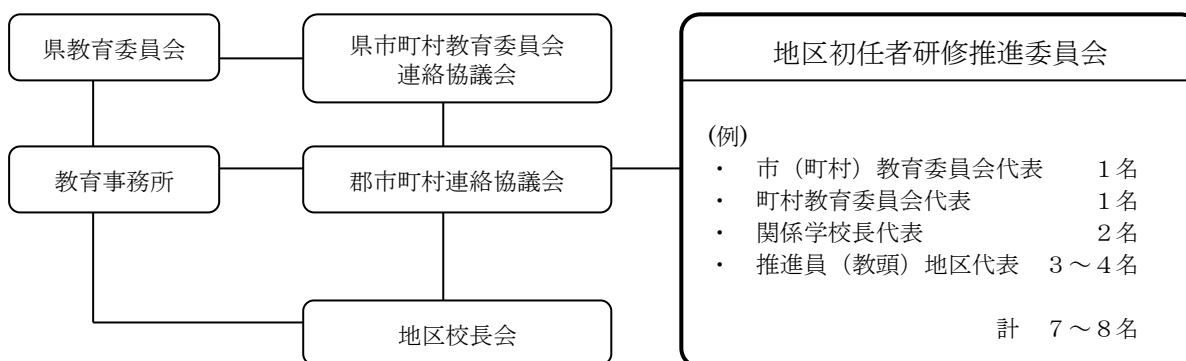 県教育委員会
県市町村教育委員会
連絡協議会
教育事務所
郡市町村連絡協議会
地区校長会
地区初任者研修推進委員会
(例)
・ 市（町村）教育委員会代表 １名
・ 町村教育委員会代表 １名
・ 関係学校長代表 ２名
・ 推進員（教頭）地区代表 ３～４名
計 ７～８名